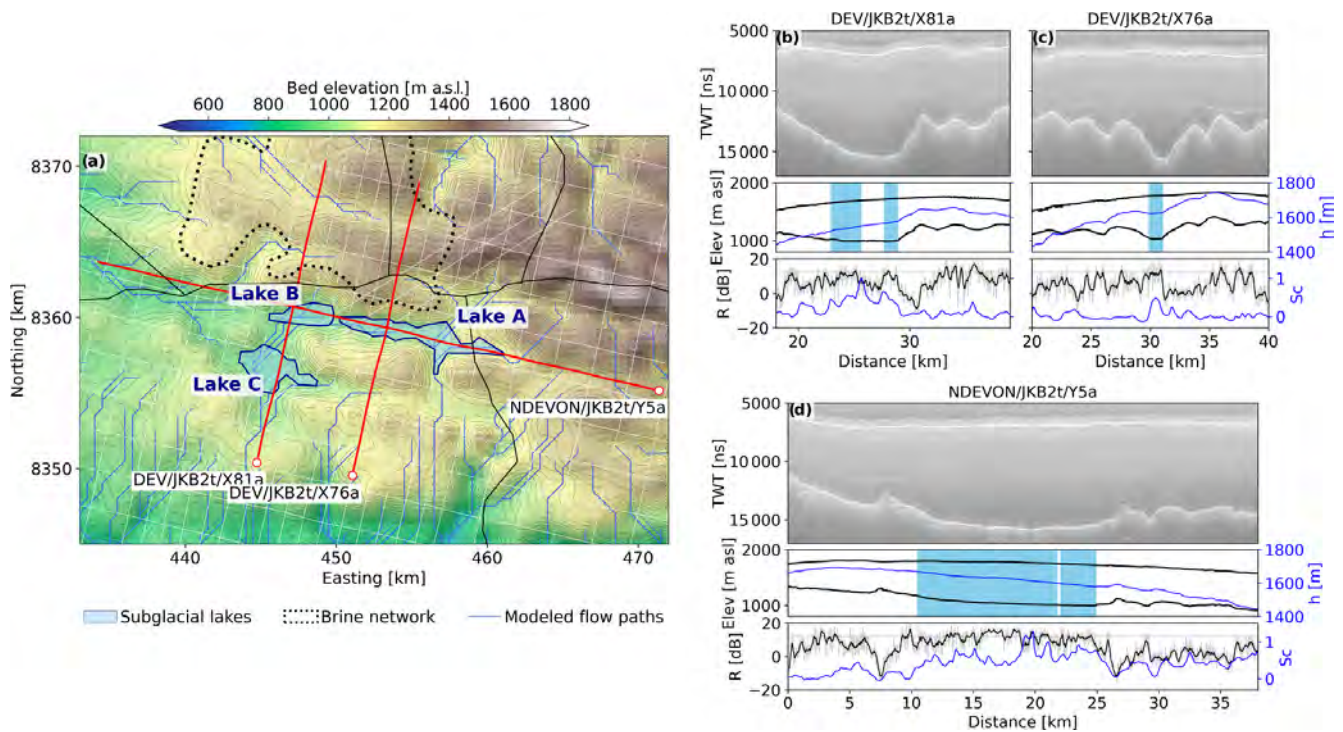 Bed elevation [m a.s.l.]
600 800 1000 1200 1400 1600 1800
(a)
8370
8360
8350
Northing [km]
Lake B
Lake A
Lake C
NDEVON/JKB2t/Y5a
DEV/JKB2t/X81a
DEV/JKB2t/X76a
440 450 460 470
Easting [km]
Subglacial lakes
Brine network
Modeled flow paths
DEV/JKB2t/X81a
(b)
5000
10 000
15 000
TWT [ns]
2000
1000
Elev [m asl]
20
0
−20
R [dB]
20 30
Distance [km]
DEV/JKB2t/X76a
(c)
1800
1600
1400
h [m]
1
0
Sc
20 25 30 35 40
Distance [km]
NDEVON/JKB2t/Y5a
(d)
5000
10 000
15 000
TWT [ns]
2000
1000
Elev [m asl]
1800
1600
1400
h [m]
20
0
−20
R [dB]
1
0
Sc
0 5 10 15 20 25 30 35
Distance [km]